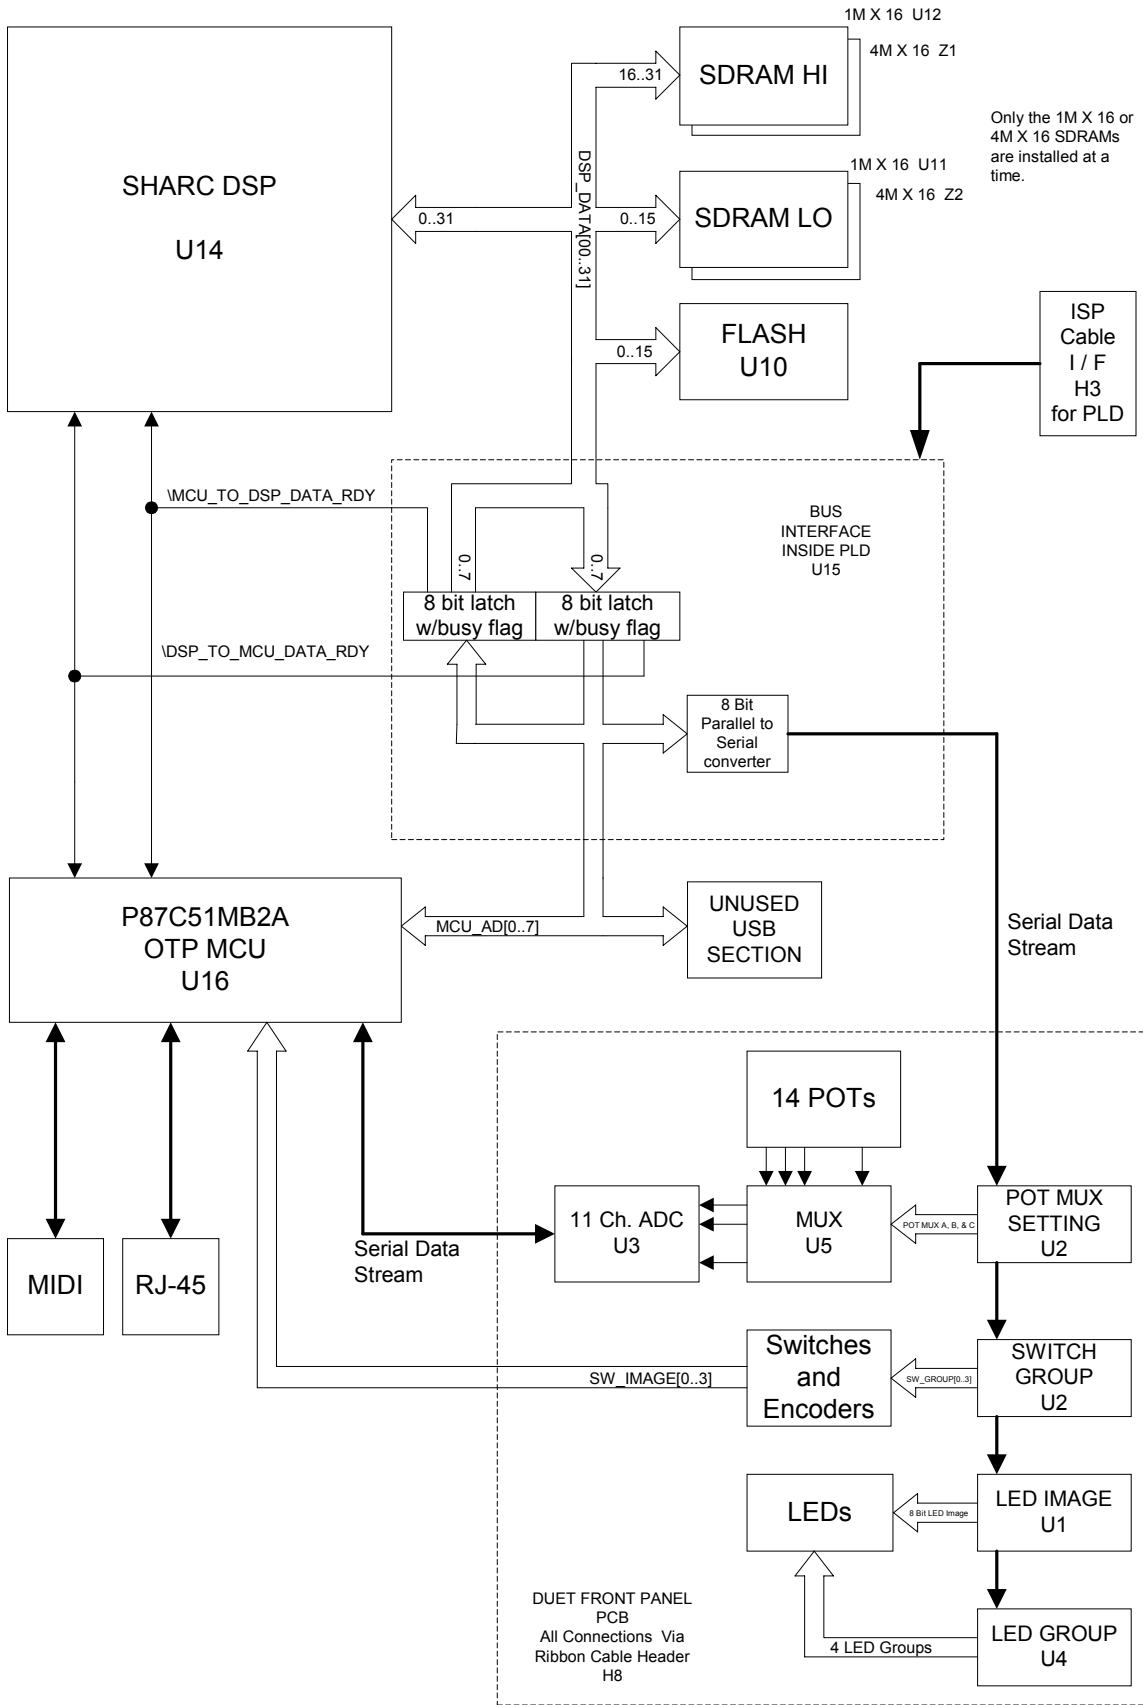 1M X 16  U12
4M X 16  Z1
SDRAM HI
16..31
Only the 1M X 16 or
4M X 16 SDRAMs
are installed at a
time.
SHARC DSP
U14
DSP_DATA[00..31]
1M X 16  U11
4M X 16  Z2
SDRAM LO
0..31
0..15
FLASH
U10
0..15
ISP
Cable
I / F
H3
for PLD
\MCU_TO_DSP_DATA_RDY
BUS
INTERFACE
INSIDE PLD
U15
0..7
0..7
8 bit latch
w/busy flag
8 bit latch
w/busy flag
\DSP_TO_MCU_DATA_RDY
8 Bit
Parallel to
Serial
converter
P87C51MB2A
OTP MCU
U16
MCU_AD[0..7]
UNUSED
USB
SECTION
Serial Data
Stream
14 POTs
11 Ch. ADC
U3
MUX
U5
POT MUX A, B, & C
POT MUX
SETTING
U2
Serial Data
Stream
MIDI
RJ-45
Switches
and
Encoders
SW_IMAGE[0..3]
SW_GROUP[0..3]
SWITCH
GROUP
U2
LEDs
8 Bit LED Image
LED IMAGE
U1
DUET FRONT PANEL
PCB
All Connections  Via
Ribbon Cable Header
H8
4 LED Groups
LED GROUP
U4